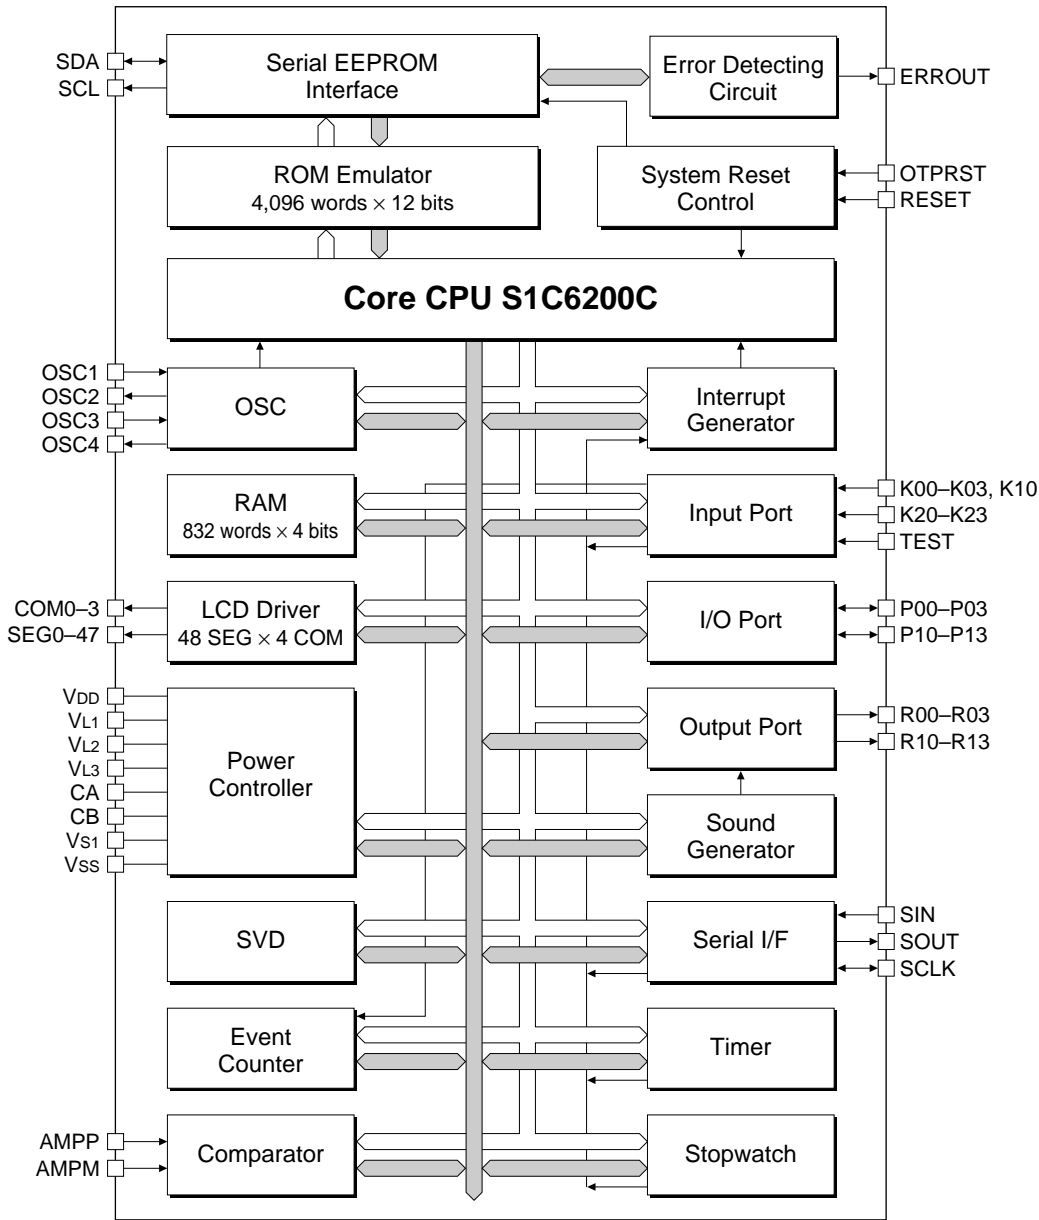 SDA
SCL
Serial EEPROM
Interface
Error Detecting
Circuit
ERROUT
ROM Emulator
4,096 words × 12 bits
System Reset
Control
OTPRST
RESET
Core CPU S1C6200C
OSC1
OSC2
OSC3
OSC4
OSC
Interrupt
Generator
RAM
832 words × 4 bits
Input Port
K00–K03, K10
K20–K23
TEST
COM0–3
SEG0–47
LCD Driver
48 SEG × 4 COM
I/O Port
P00–P03
P10–P13
VDD
VL1
VL2
VL3
CA
CB
VS1
VSS
Power
Controller
Output Port
R00–R03
R10–R13
Sound
Generator
SVD
Serial I/F
SIN
SOUT
SCLK
Event
Counter
Timer
AMPP
AMPM
Comparator
Stopwatch